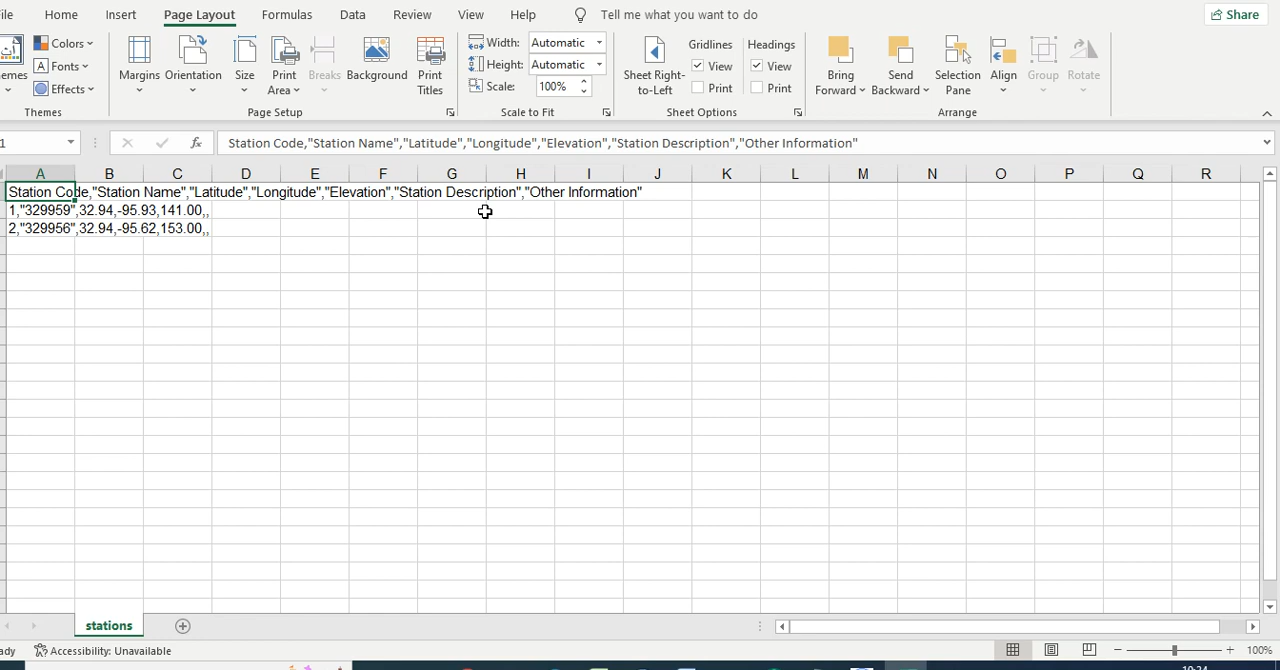 File Home Insert Page Layout Formulas Data Review View Help Tell me what you want to do Share
Colors Width: Automatic Gridlines Headings
Fonts Height: Automatic View View
Effects Scale: 100% Print Print
Margins Orientation Size Print Area Breaks Background Print Titles Sheet Right-to-Left Bring Forward Send Backward Selection Pane Align Group Rotate
Themes Page Setup Scale to Fit Sheet Options Arrange
fx Station Code,"Station Name","Latitude","Longitude","Elevation","Station Description","Other Information"
A B C D E F G H I J K L M N O P Q R
Station Code,"Station Name","Latitude","Longitude","Elevation","Station Description","Other Information"
1,"329959",32.94,-95.93,141.00,,
2,"329956",32.94,-95.62,153.00,,
stations
Accessibility: Unavailable 100%